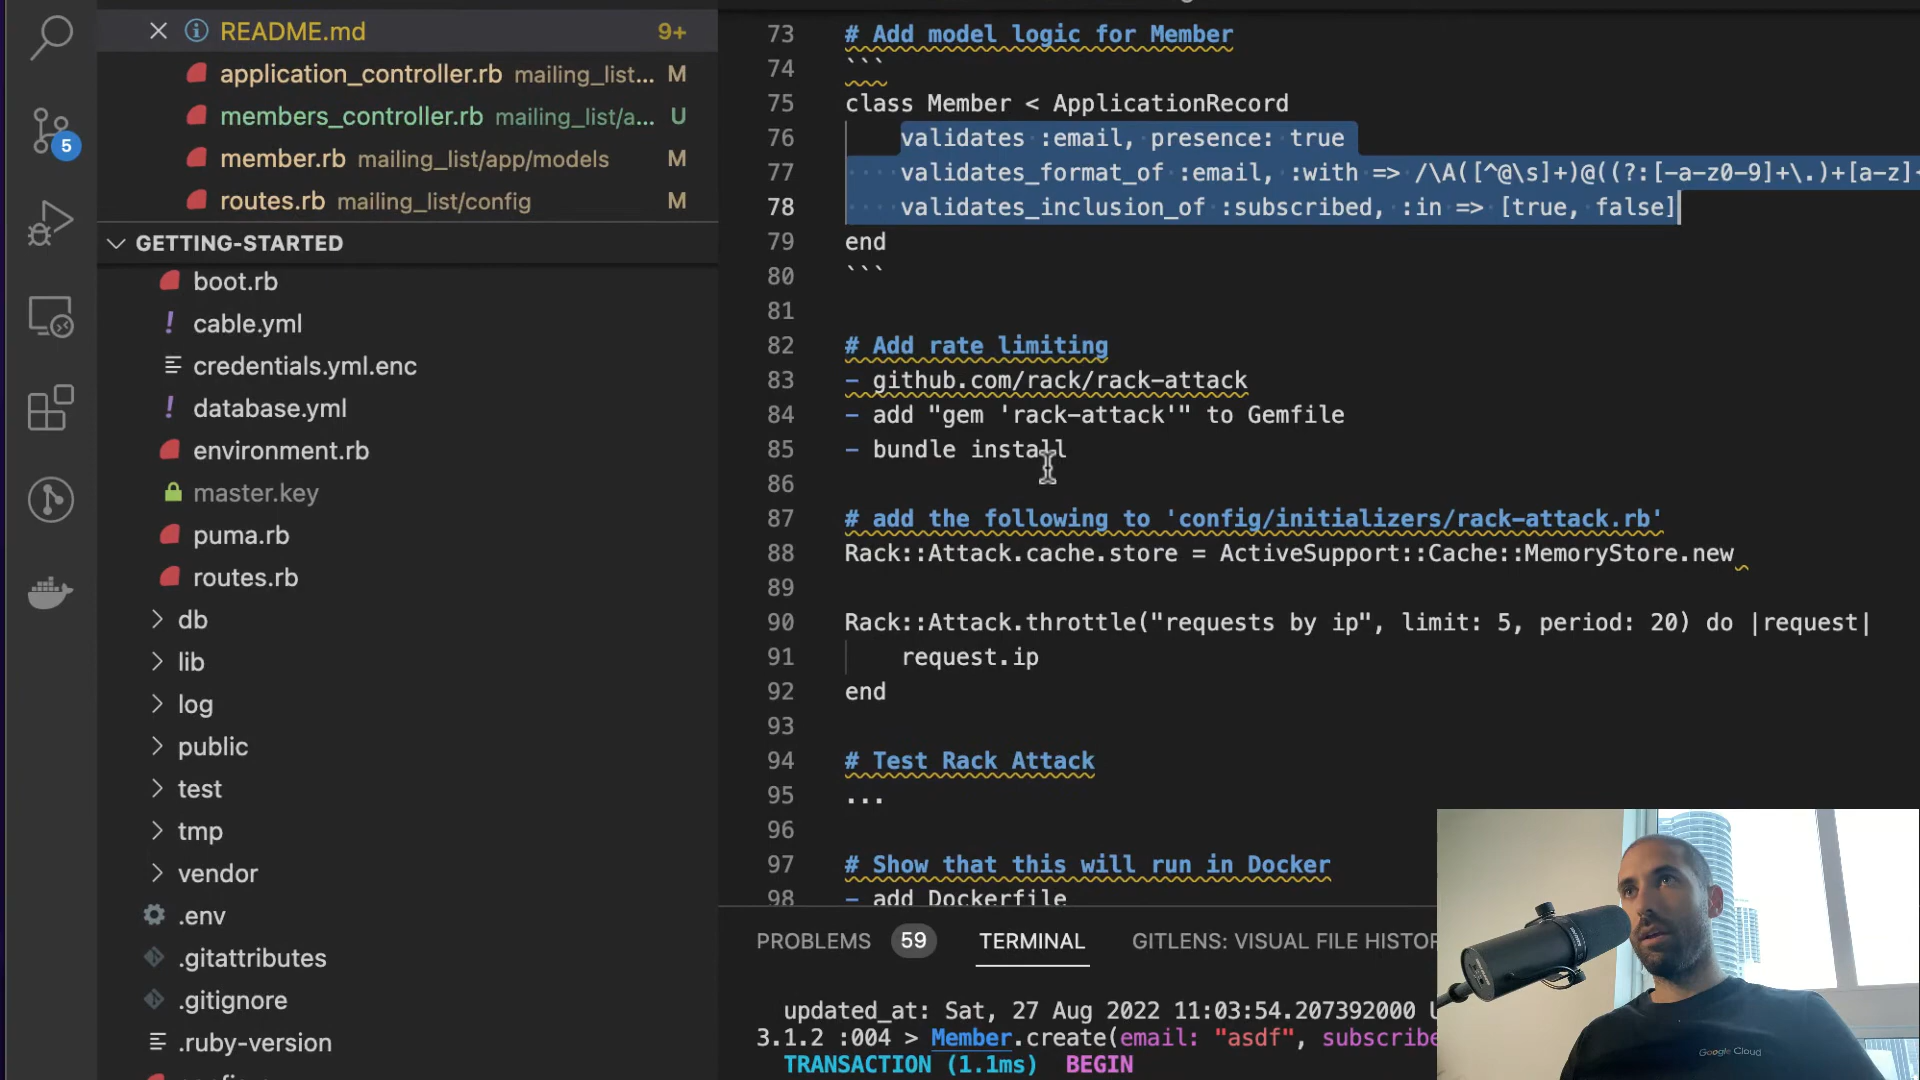 README.md 9+
application_controller.rb mailing_list... M
members_controller.rb mailing_list/a... U
member.rb mailing_list/app/models M
routes.rb mailing_list/config M
5
GETTING-STARTED
boot.rb
! cable.yml
credentials.yml.enc
! database.yml
environment.rb
master.key
puma.rb
routes.rb
db
lib
log
public
test
tmp
vendor
.env
.gitattributes
.gitignore
.ruby-version
73 # Add model logic for Member
74 ```
75 class Member < ApplicationRecord
76 validates :email, presence: true
77 validates_format_of :email, :with => /\A([^@\s]+)@((?:[-a-z0-9]+\.)+[a-z]
78 validates_inclusion_of :subscribed, :in => [true, false]
79 end
80 ```
81
82 # Add rate limiting
83 - github.com/rack/rack-attack
84 - add "gem 'rack-attack'" to Gemfile
85 - bundle install
86
87 # add the following to 'config/initializers/rack-attack.rb'
88 Rack::Attack.cache.store = ActiveSupport::Cache::MemoryStore.new
89
90 Rack::Attack.throttle("requests by ip", limit: 5, period: 20) do |request|
91 request.ip
92 end
93
94 # Test Rack Attack
95 ...
96
97 # Show that this will run in Docker
98 - add Dockerfile
PROBLEMS 59 TERMINAL GITLENS: VISUAL FILE HISTOR
updated_at: Sat, 27 Aug 2022 11:03:54.207392000
3.1.2 :004 > Member.create(email: "asdf", subscribe
TRANSACTION (1.1ms) BEGIN
Google Cloud